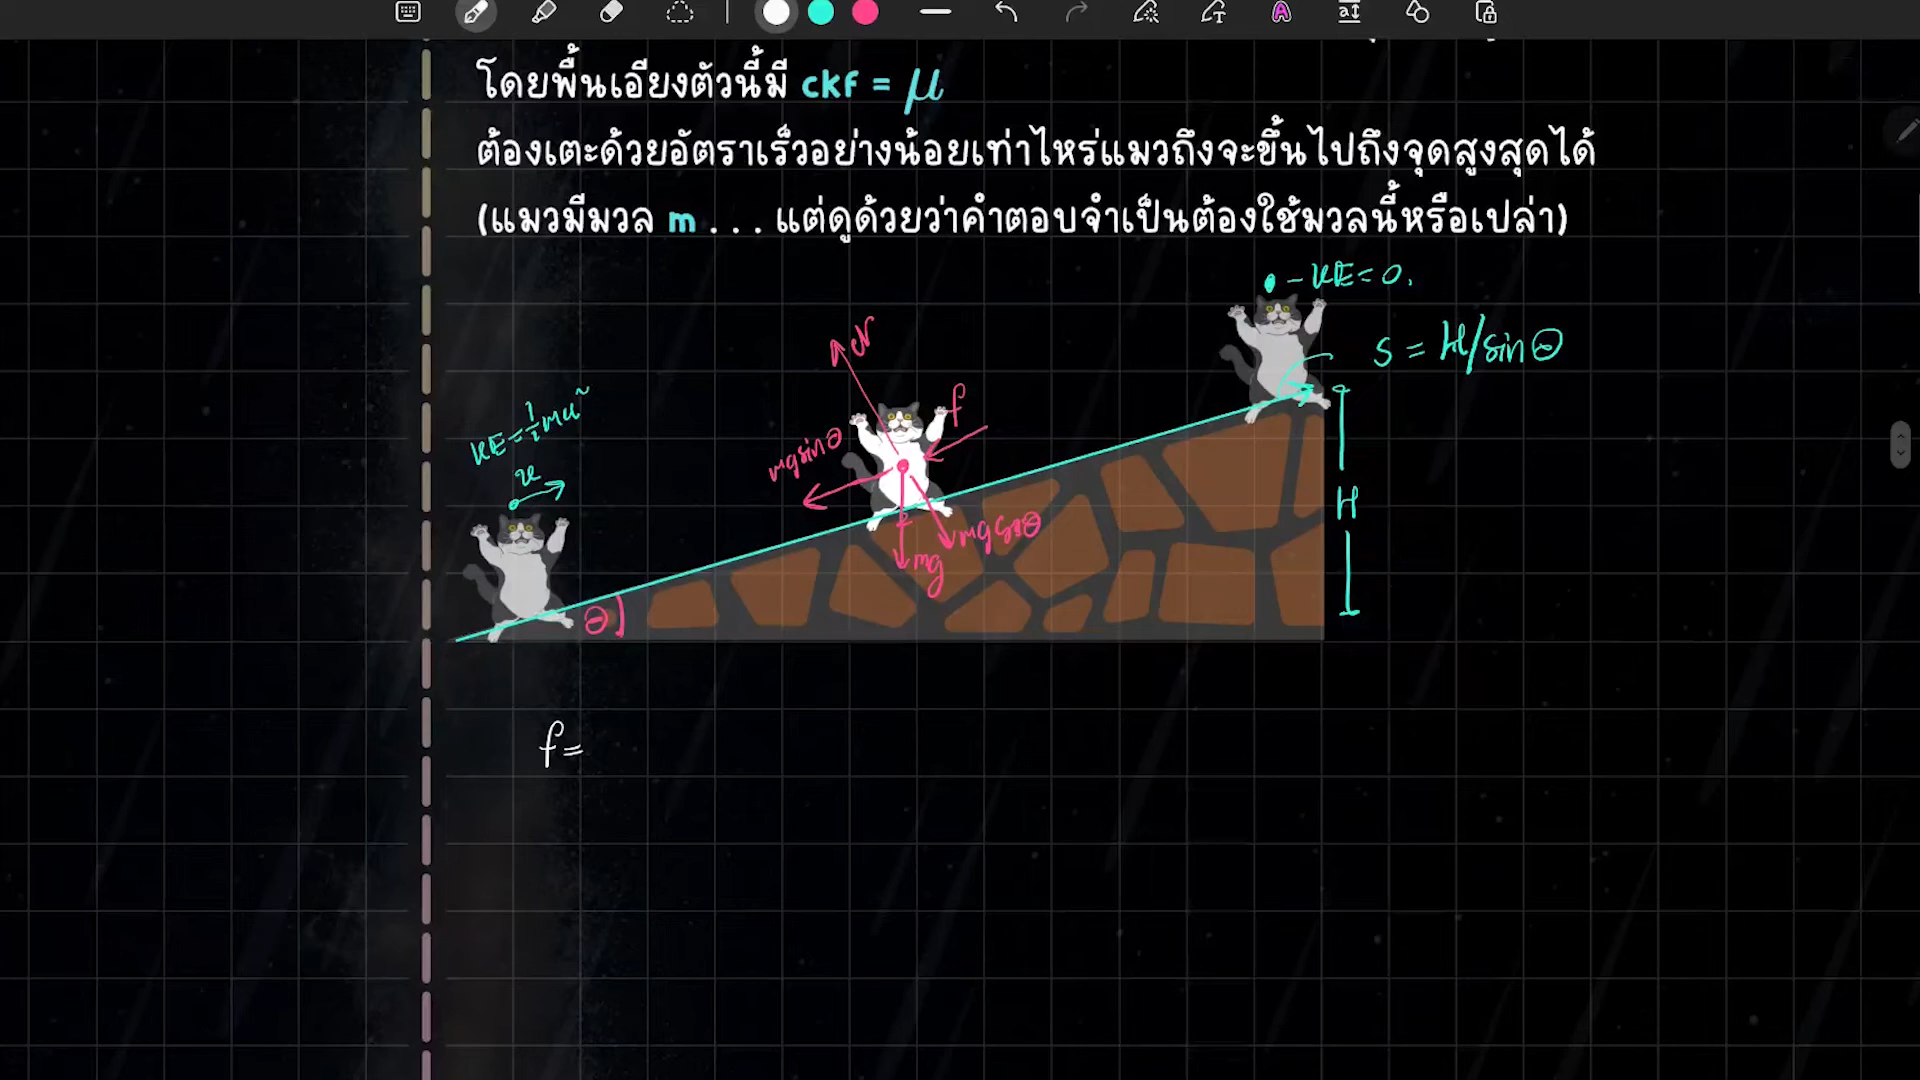 โดยพื้นเอียงตัวนี้มี ckf = μ
ต้องเตะด้วยอัตราเร็วอย่างน้อยเท่าไหร่แมวถึงจะขึ้นไปถึงจุดสูงสุดได้
(แมวมีมวล m . . . แต่ดูด้วยว่าคำตอบจำเป็นต้องใช้มวลนี้หรือเปล่า)
KE = 0.
S = H/sinθ
N
f
KE = ½mu²
mg sinθ
u
H
mg cosθ
mg
θ
f =